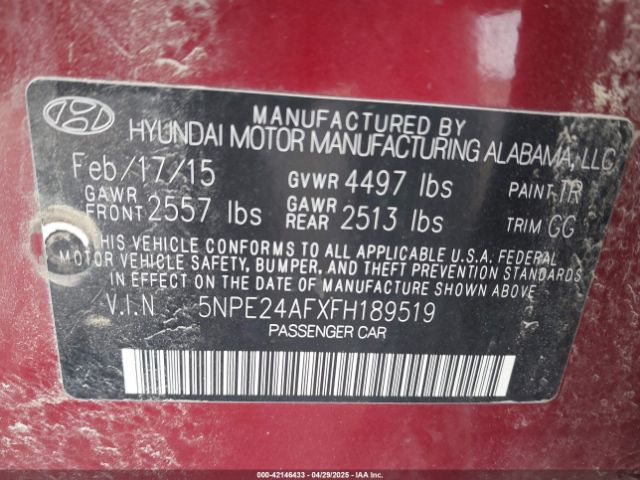 MANUFACTURED BY
HYUNDAI MOTOR MANUFACTURING ALABAMA, LLC
Feb/17/15 GVWR 4497 lbs PAINT TR
GAWR FRONT 2557 lbs GAWR REAR 2513 lbs TRIM GG
THIS VEHICLE CONFORMS TO ALL APPLICABLE U.S.A. FEDERAL
MOTOR VEHICLE SAFETY, BUMPER, AND THEFT PREVENTION STANDARDS
IN EFFECT ON THE DATE OF MANUFACTURE SHOWN ABOVE.
V.I.N 5NPE24AFXFH189519
PASSENGER CAR
000-42146433 - 04/29/2025 - IAA, Inc.